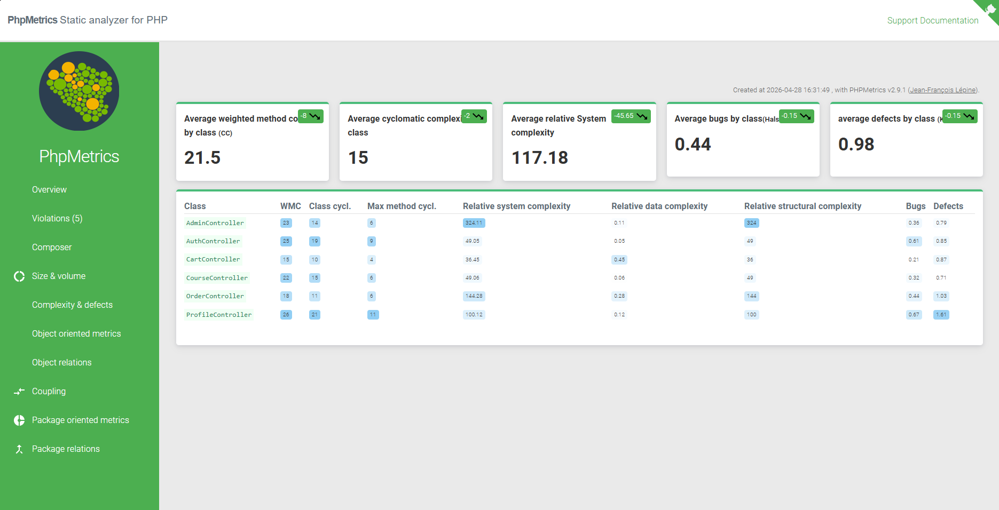 PhpMetrics Static analyzer for PHP
Support Documentation
PhpMetrics
Overview
Violations (5)
Composer
Size & volume
Complexity & defects
Object oriented metrics
Object relations
Coupling
Package oriented metrics
Package relations
Created at 2026-04-28 16:31:49 , with PHPMetrics v2.9.1 (Jean-François Lépine).
Average weighted method co -8
by class (CC)
21.5
Average cyclomatic complexi -2
class
15
Average relative System -45.65
complexity
117.18
Average bugs by class(Hals -0.15
0.44
average defects by class ( -0.15
0.98
Class WMC Class cycl. Max method cycl. Relative system complexity Relative data complexity Relative structural complexity Bugs Defects
AdminController 23 14 6 324.11 0.11 324 0.36 0.79
AuthController 25 19 9 49.05 0.05 49 0.61 0.85
CartController 15 10 4 36.45 0.45 36 0.21 0.87
CourseController 22 15 6 49.06 0.06 49 0.32 0.71
OrderController 18 11 6 144.28 0.28 144 0.44 1.03
ProfileController 26 21 11 100.12 0.12 100 0.67 1.61